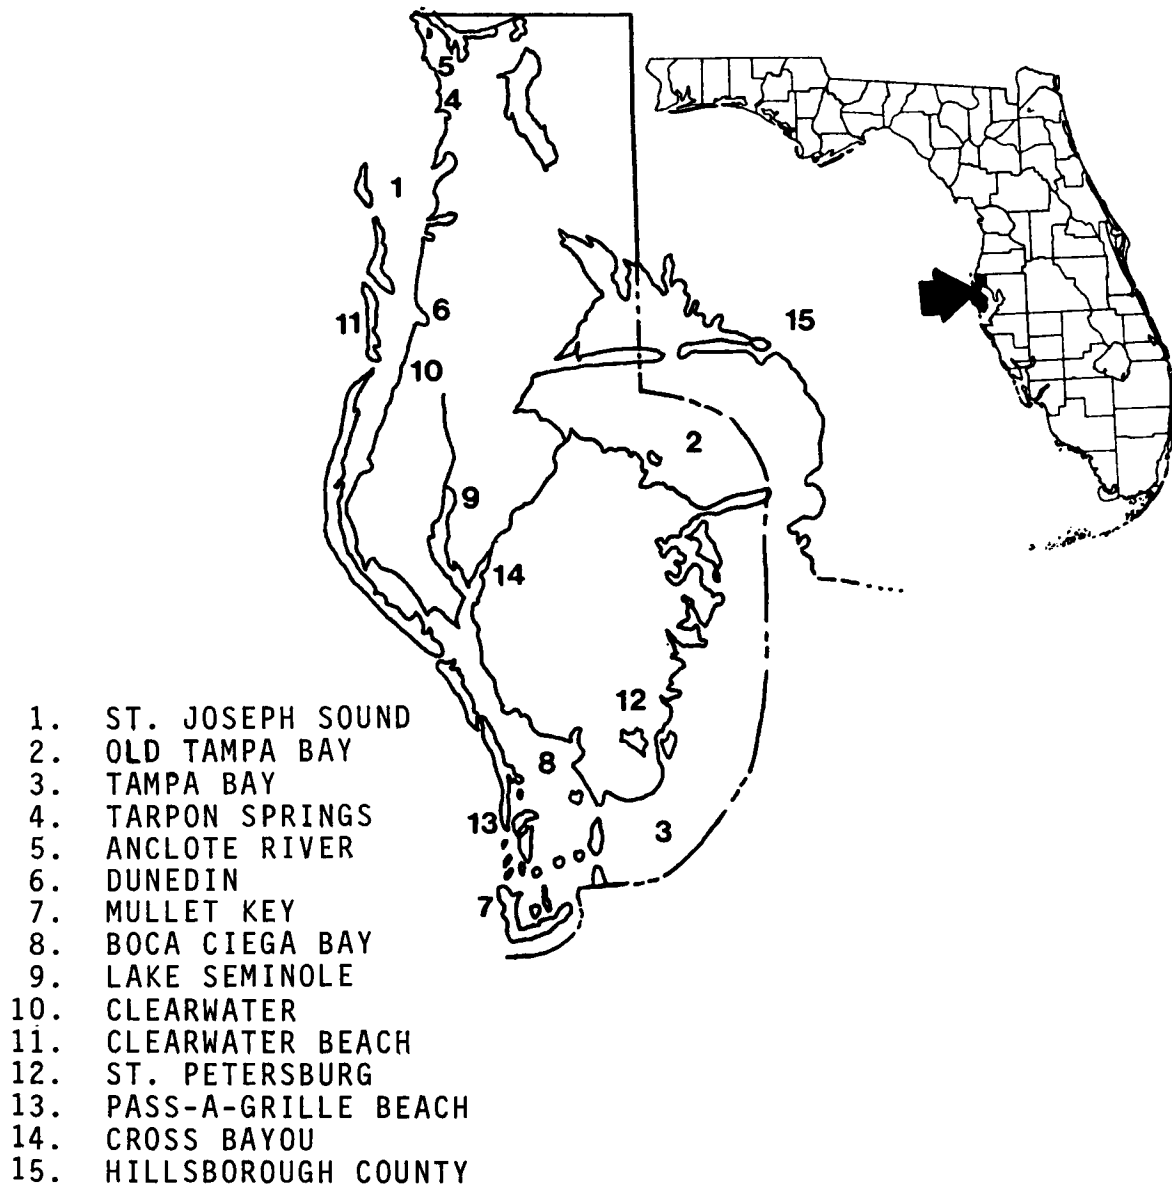 5
4
1
6
11
15
10
2
9
14
12
8
13
3
7
1. ST. JOSEPH SOUND
2. OLD TAMPA BAY
3. TAMPA BAY
4. TARPON SPRINGS
5. ANCLOTE RIVER
6. DUNEDIN
7. MULLET KEY
8. BOCA CIEGA BAY
9. LAKE SEMINOLE
10. CLEARWATER
11. CLEARWATER BEACH
12. ST. PETERSBURG
13. PASS-A-GRILLE BEACH
14. CROSS BAYOU
15. HILLSBOROUGH COUNTY